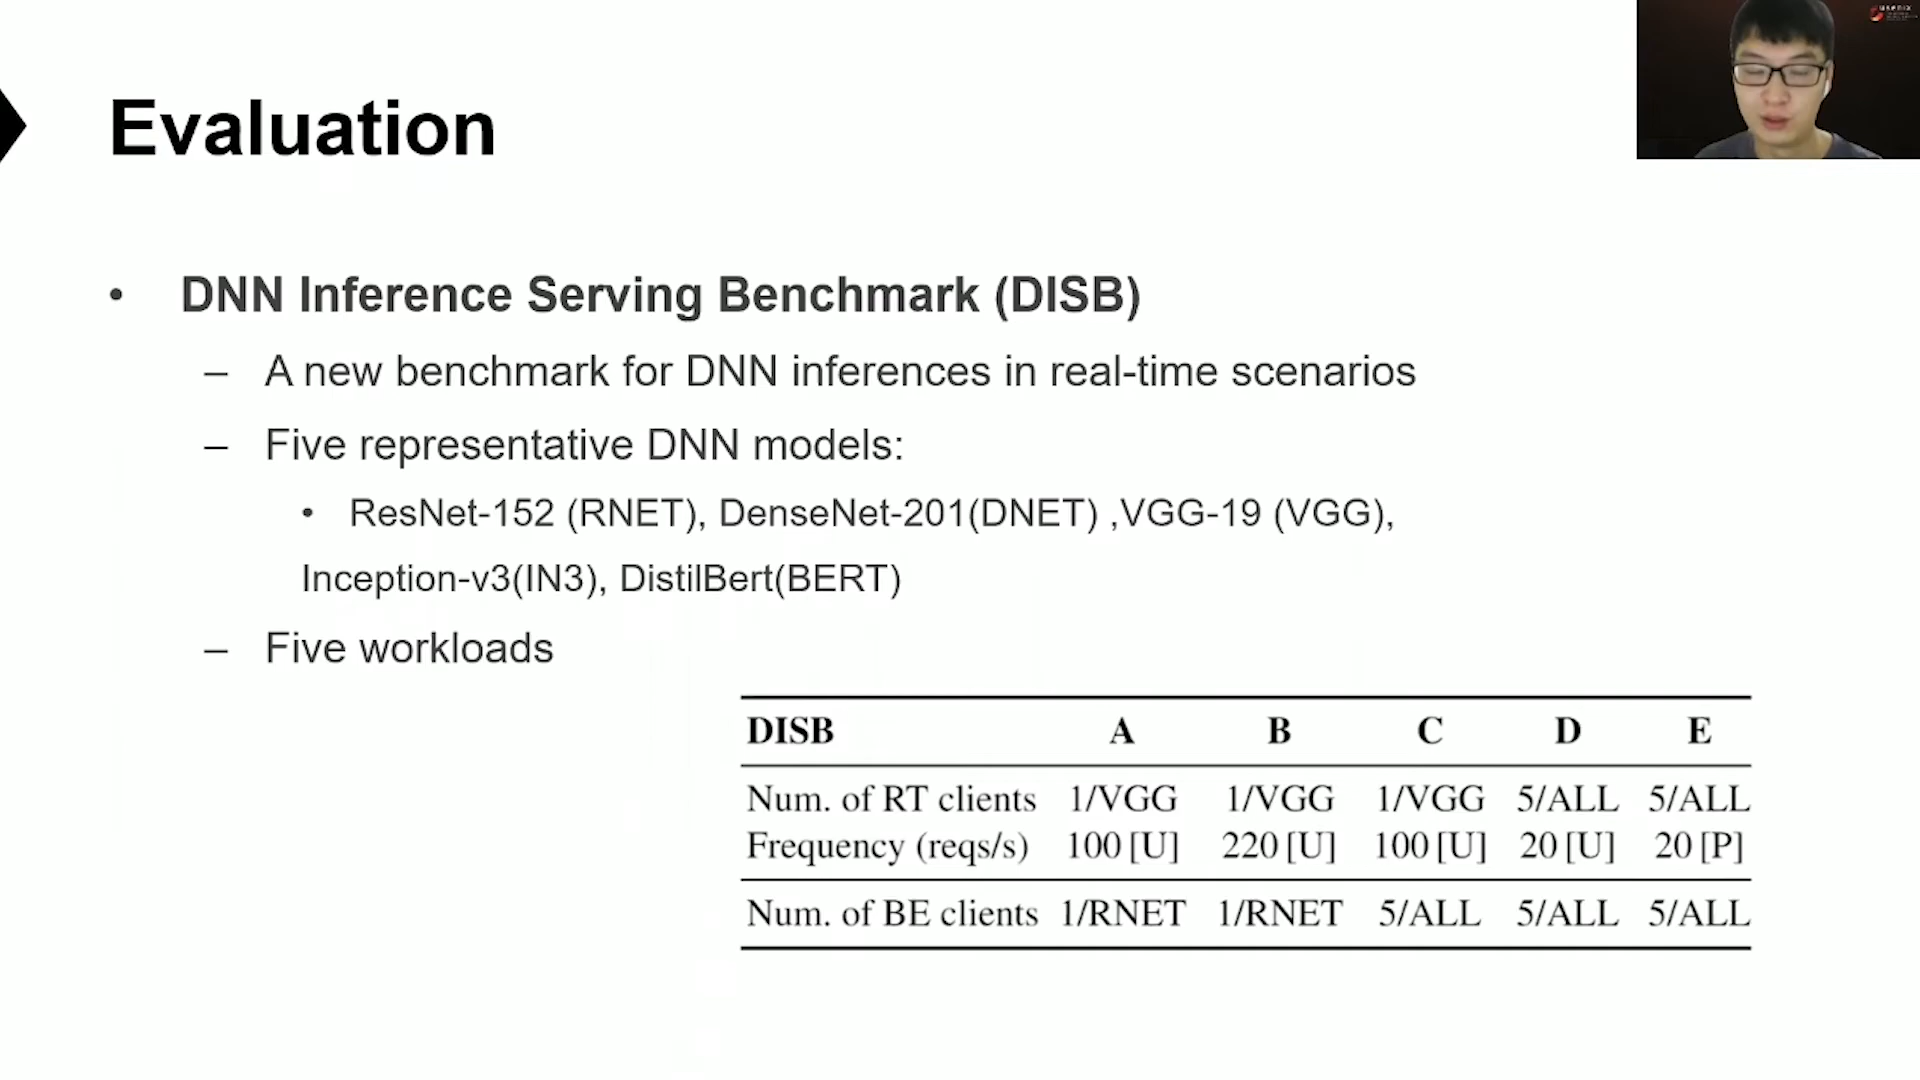 usenix
Evaluation
• DNN Inference Serving Benchmark (DISB)
– A new benchmark for DNN inferences in real-time scenarios
– Five representative DNN models:
• ResNet-152 (RNET), DenseNet-201(DNET) ,VGG-19 (VGG),
Inception-v3(IN3), DistilBert(BERT)
– Five workloads
DISB A B C D E
Num. of RT clients 1/VGG 1/VGG 1/VGG 5/ALL 5/ALL
Frequency (reqs/s) 100 [U] 220 [U] 100 [U] 20 [U] 20 [P]
Num. of BE clients 1/RNET 1/RNET 5/ALL 5/ALL 5/ALL